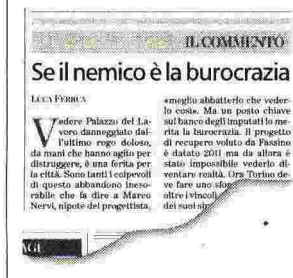 IL COMMENTO
Se il nemico è la burocrazia
LUCA FERRUA
Vedere Palazzo del La-
voro danneggiato dal-
l'ultimo rogo doloso,
da mani che hanno agito per
distruggere, è una ferita per
la città. Sono tanti i colpevoli
di questo abbandono ineso-
rabile che fa dire a Marco
Nervi, nipote del progettista,
«meglio abbatterlo che veder-
lo così». Ma un posto chiave
sul banco degli imputati lo me-
rita la burocrazia. Il progetto
di recupero voluto da Fassino
è datato 2011 ma da allora è
stato impossibile vederlo di-
ventare realtà. Ora Torino de-
ve fare uno
oltre i vincoli
dei suoi